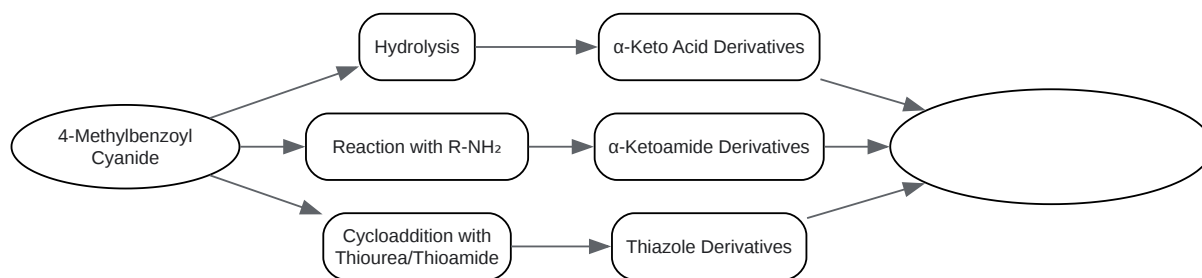 Hydrolysis
α-Keto Acid Derivatives
4-Methylbenzoyl
Cyanide
Reaction with R-NH₂
α-Ketoamide Derivatives
Cycloaddition with
Thiourea/Thioamide
Thiazole Derivatives